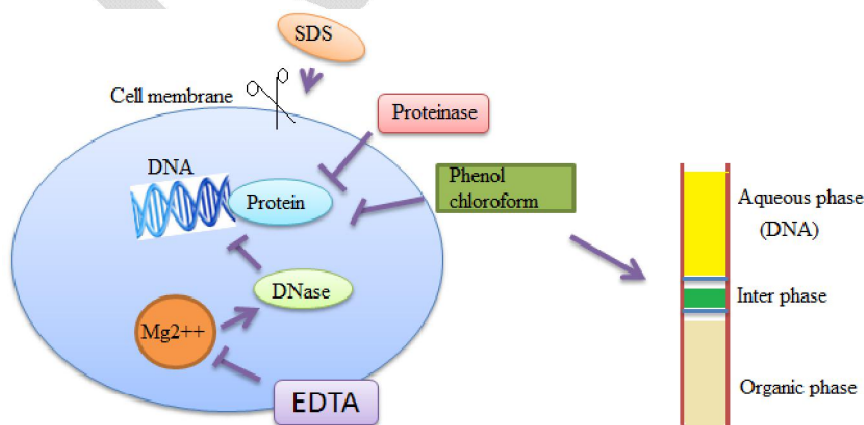 SDS
Cell membrane
Proteinase
DNA
Protein
Phenol
chloroform
Aqueous phase
(DNA)
DNase
Inter phase
Mg2++
EDTA
Organic phase